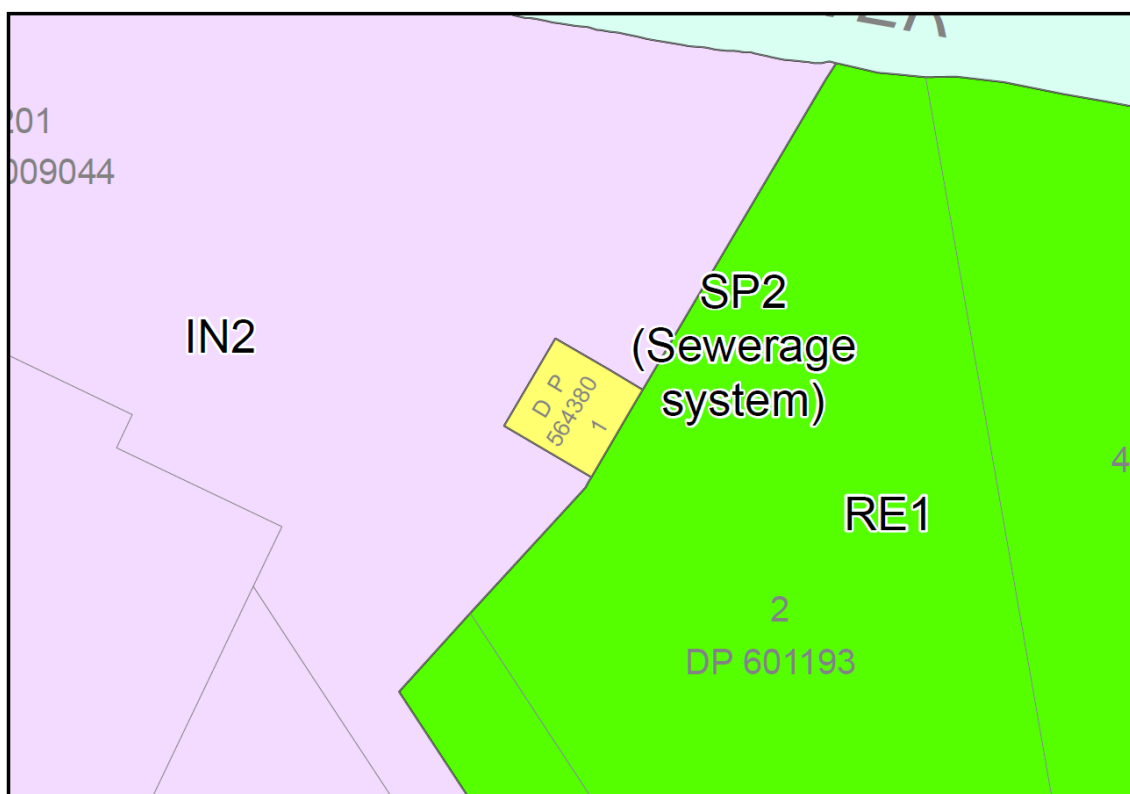 201
009044
IN2
SP2
(Sewerage
system)
D P
564380
1
4
RE1
2
DP 601193